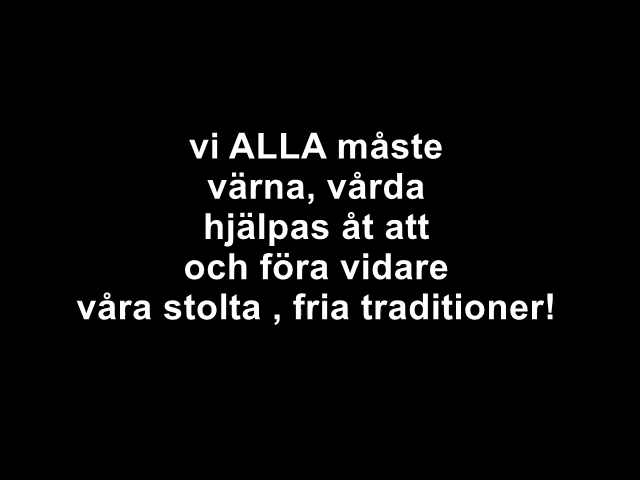 vi ALLA måste
värna, vårda
hjälpas åt att
och föra vidare
våra stolta , fria traditioner!